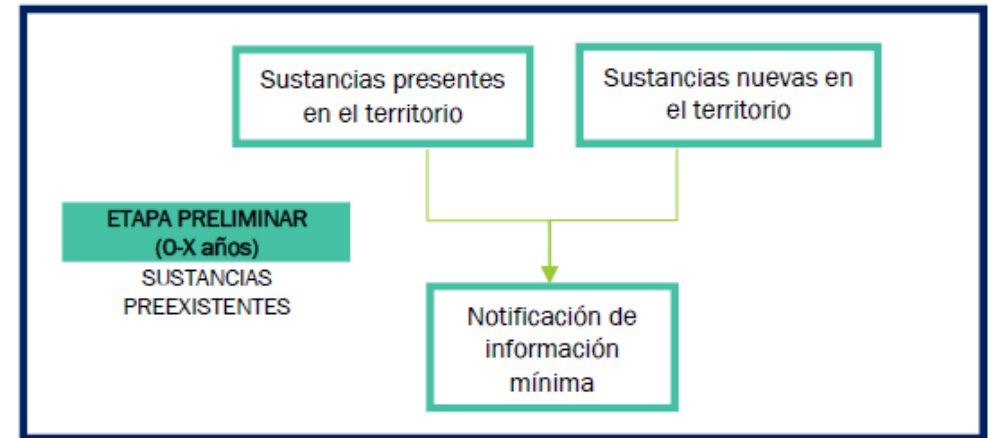 Sustancias presentes
en el territorio
Sustancias nuevas en
el territorio
ETAPA PRELIMINAR
(0-X años)
SUSTANCIAS
PREEXISTENTES
Notificación de
información
mínima